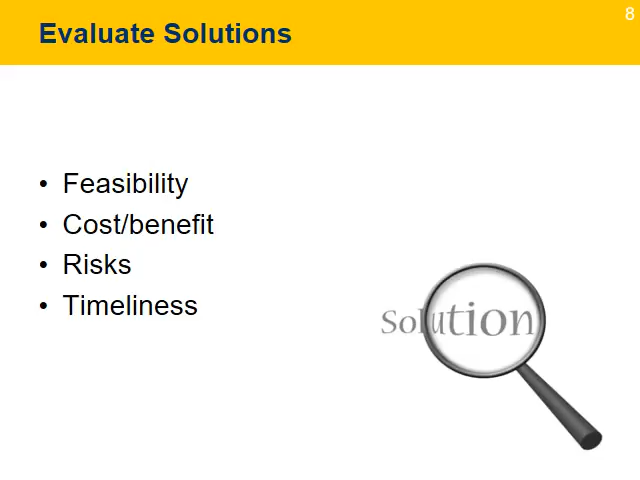 8
Evaluate Solutions
• Feasibility
• Cost/benefit
• Risks
• Timeliness
Solution